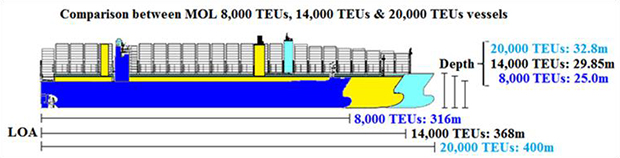 Comparison between MOL 8,000 TEUs, 14,000 TEUs & 20,000 TEUs vessels
20,000 TEUs: 32.8m
Depth 14,000 TEUs: 29.85m
8,000 TEUs: 25.0m
8,000 TEUs: 316m
LOA 14,000 TEUs: 368m
20,000 TEUs: 400m